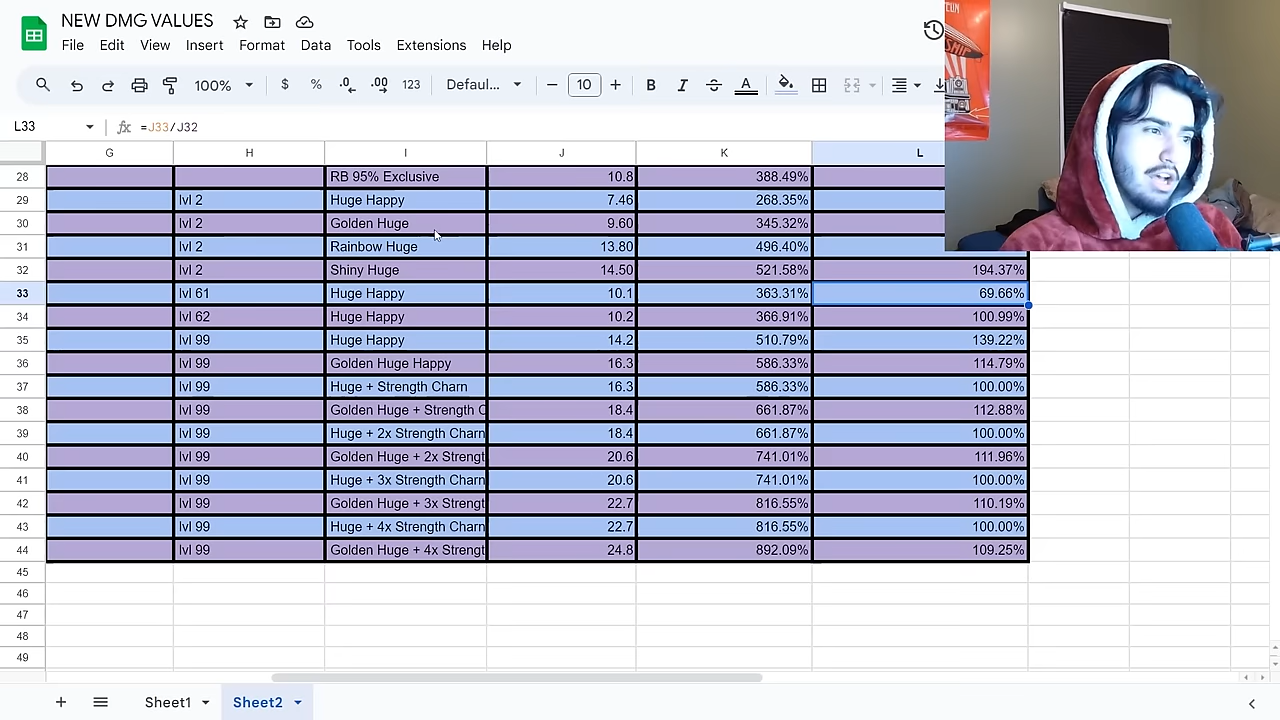 NEW DMG VALUES
File Edit View Insert Format Data Tools Extensions Help
100% $ % .0 .00 123 Defaul... 10 B I A
L33 fx =J33/J32
G H I J K L
28 RB 95% Exclusive 10.8 388.49%
29 lvl 2 Huge Happy 7.46 268.35%
30 lvl 2 Golden Huge 9.60 345.32%
31 lvl 2 Rainbow Huge 13.80 496.40%
32 lvl 2 Shiny Huge 14.50 521.58% 194.37%
33 lvl 61 Huge Happy 10.1 363.31% 69.66%
34 lvl 62 Huge Happy 10.2 366.91% 100.99%
35 lvl 99 Huge Happy 14.2 510.79% 139.22%
36 lvl 99 Golden Huge Happy 16.3 586.33% 114.79%
37 lvl 99 Huge + Strength Charn 16.3 586.33% 100.00%
38 lvl 99 Golden Huge + Strength C 18.4 661.87% 112.88%
39 lvl 99 Huge + 2x Strength Charn 18.4 661.87% 100.00%
40 lvl 99 Golden Huge + 2x Strengt 20.6 741.01% 111.96%
41 lvl 99 Huge + 3x Strength Charn 20.6 741.01% 100.00%
42 lvl 99 Golden Huge + 3x Strengt 22.7 816.55% 110.19%
43 lvl 99 Huge + 4x Strength Charn 22.7 816.55% 100.00%
44 lvl 99 Golden Huge + 4x Strengt 24.8 892.09% 109.25%
45
46
47
48
49
Sheet1 Sheet2